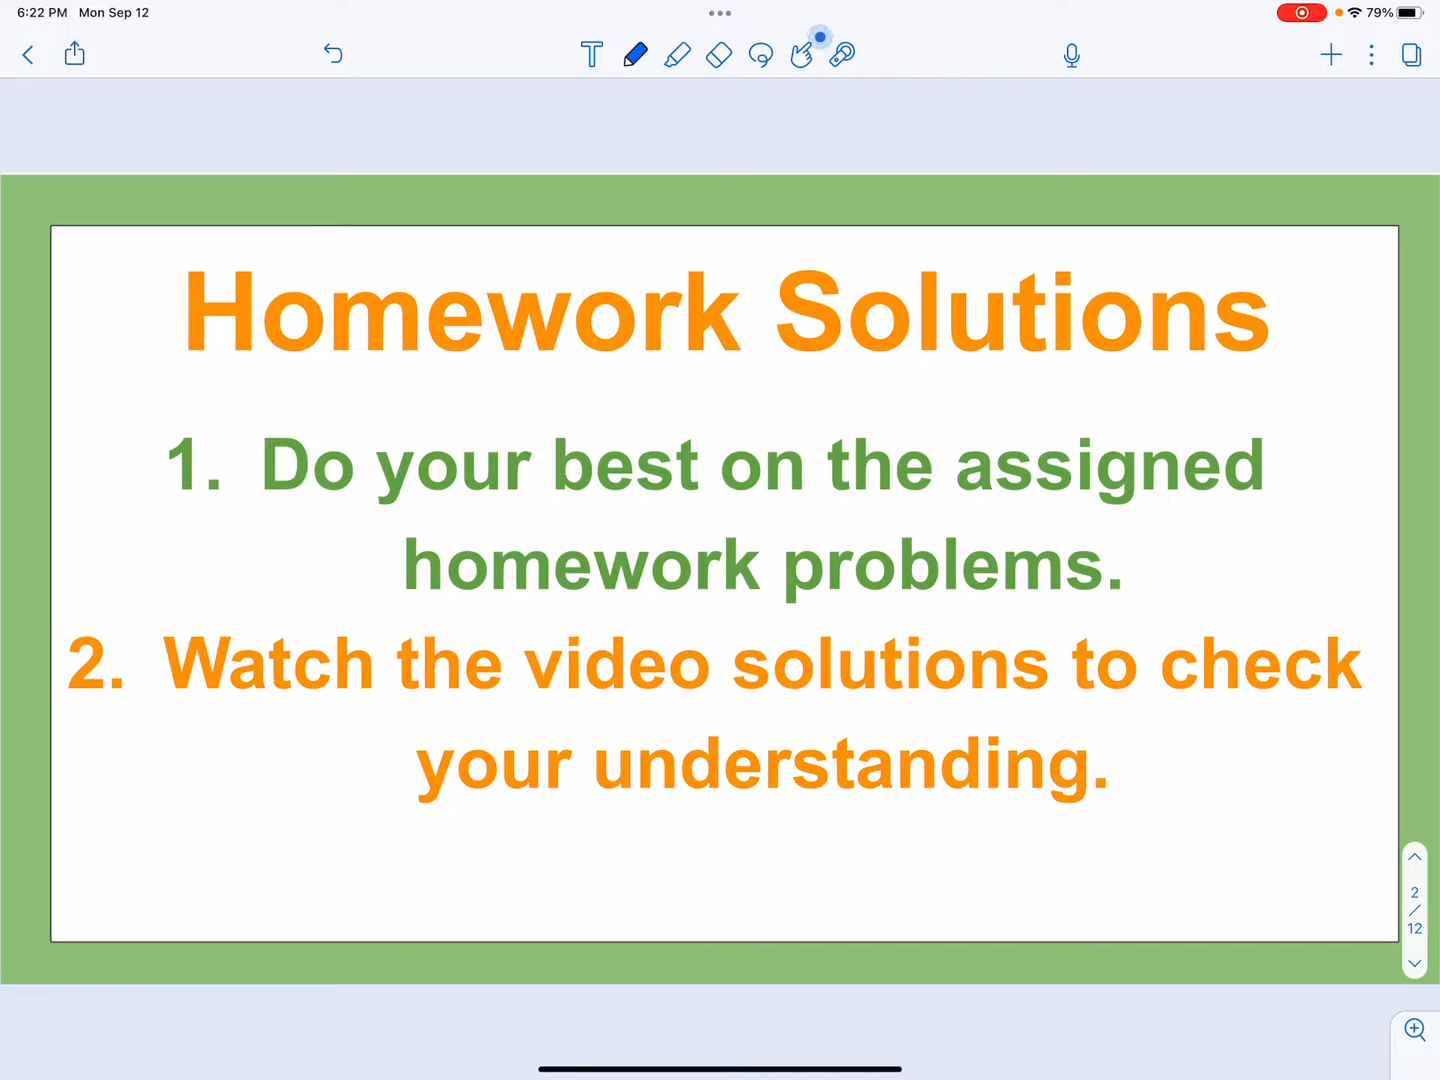 6:22 PM Mon Sep 12
79%
Homework Solutions
1. Do your best on the assigned
homework problems.
2. Watch the video solutions to check
your understanding.
2
/
12